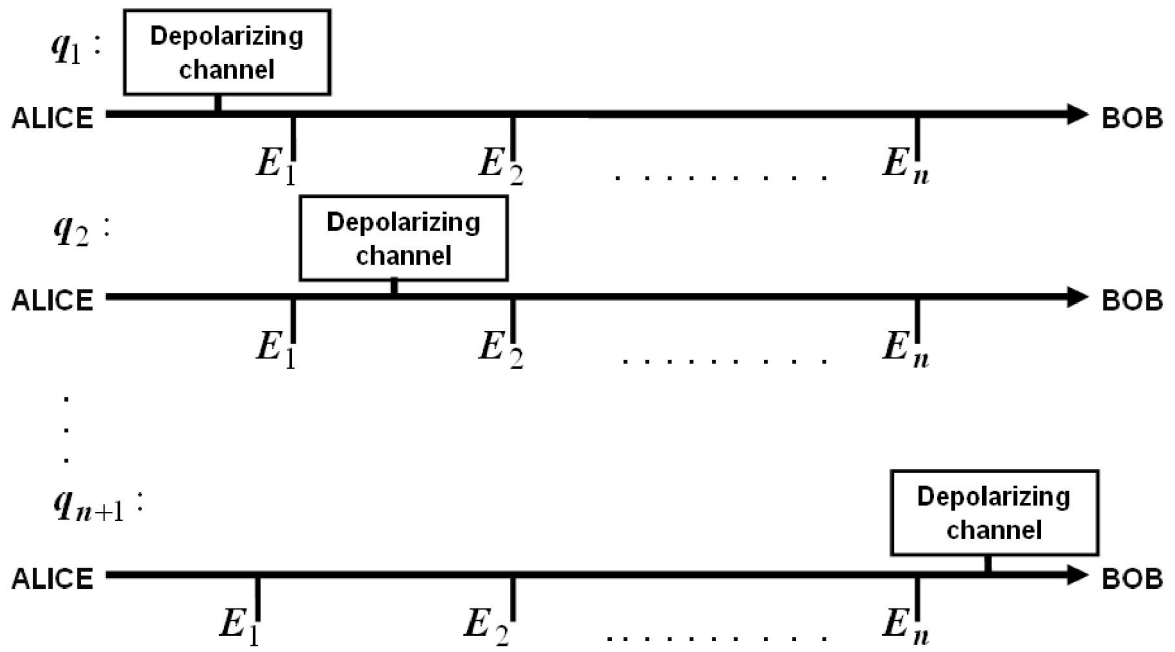 q₁ :
Depolarizing
channel
ALICE
BOB
E₁
E₂
. . . . . . . . .
Eₙ
q₂ :
Depolarizing
channel
ALICE
BOB
E₁
E₂
. . . . . . . . .
Eₙ
.
.
.
qₙ₊₁ :
Depolarizing
channel
ALICE
BOB
E₁
E₂
. . . . . . . . . .
Eₙ